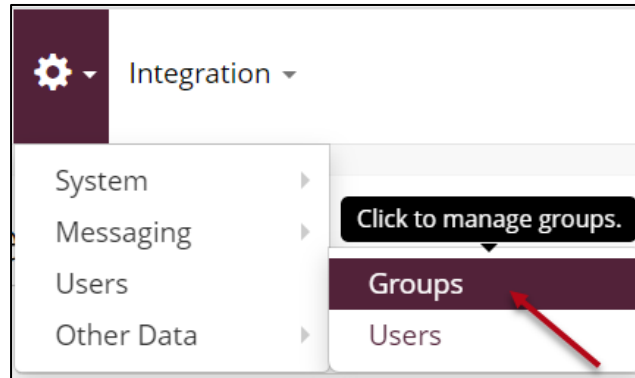 Integration
System
Messaging
Users
Other Data
Click to manage groups.
Groups
Users